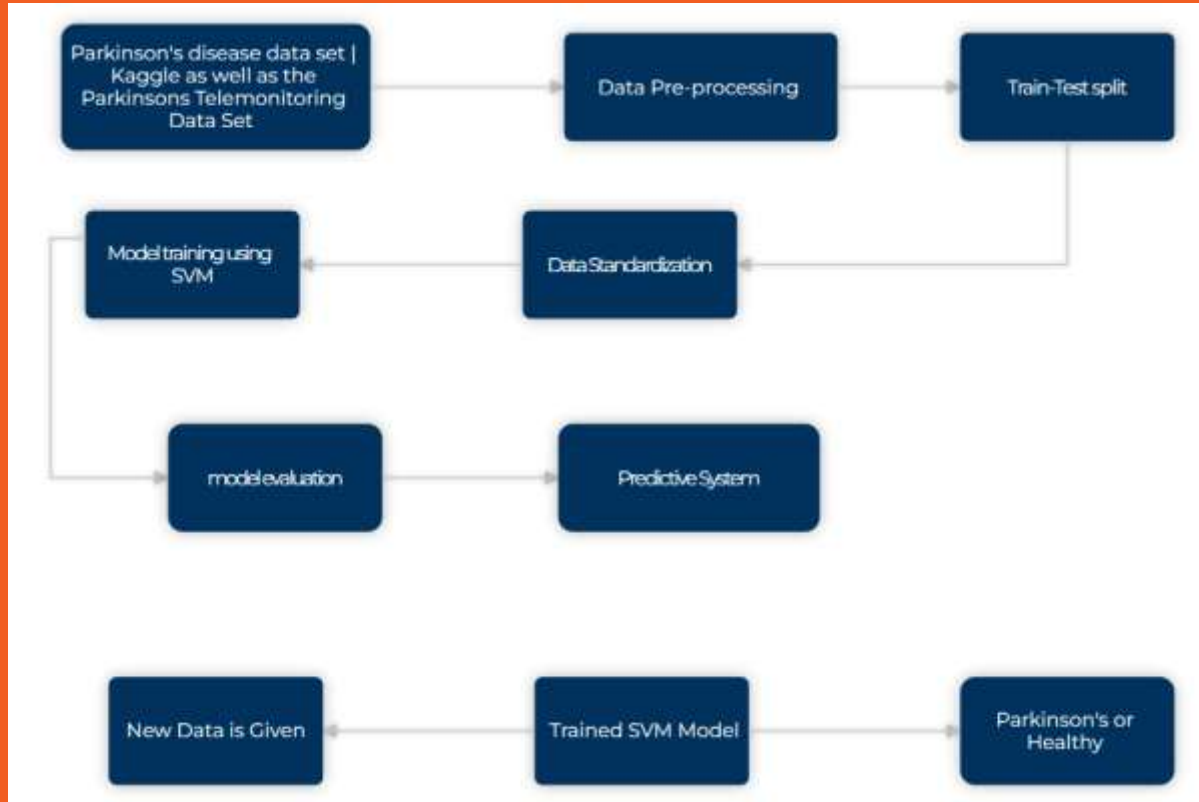 Parkinson's disease data set |
Kaggle as well as the
Parkinsons Telemonitoring
Data Set
Data Pre-processing
Train-Test split
Model training using
SVM
Data Standardization
model evaluation
Predictive System
New Data is Given
Trained SVM Model
Parkinson's or
Healthy